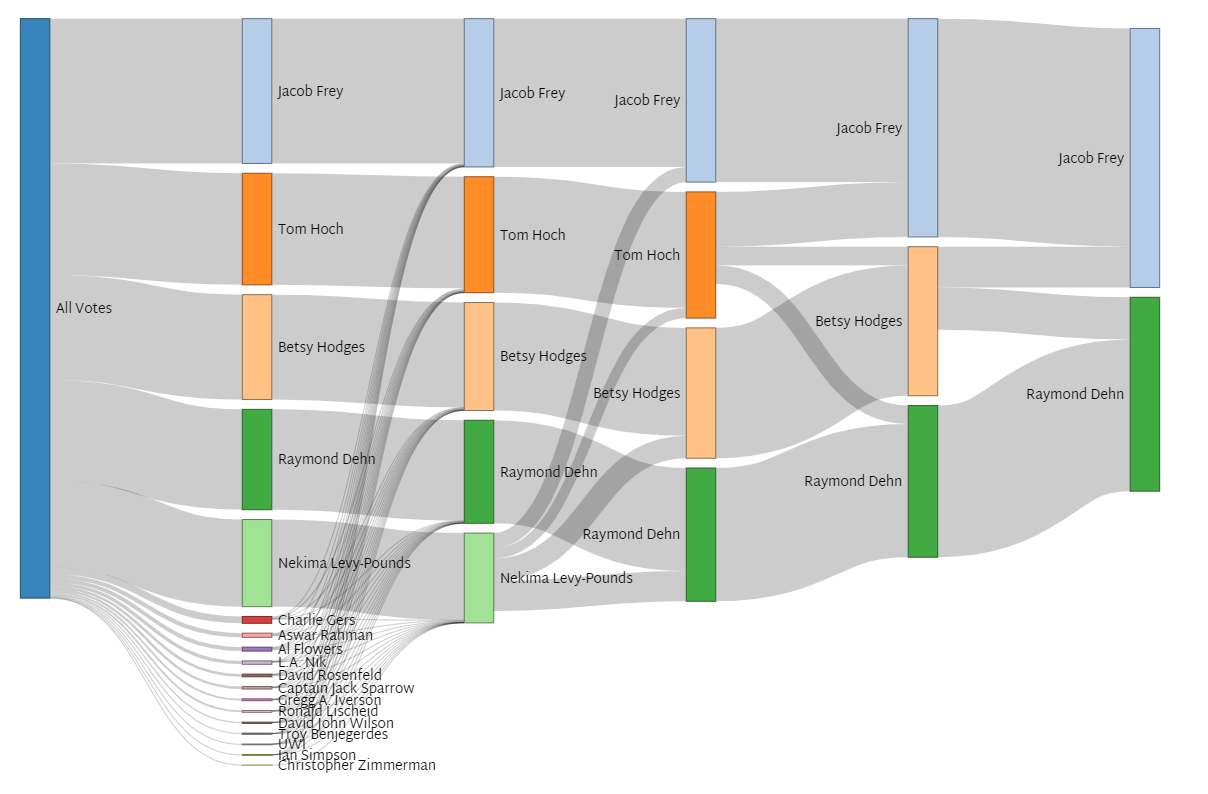 All Votes
Jacob Frey
Tom Hoch
Betsy Hodges
Raymond Dehn
Nekima Levy-Pounds
Charlie Gers
Aswar Rahman
Al Flowers
L.A. Nik
David Rosenfeld
Captain Jack Sparrow
Gregg A. Iverson
Ronald Lischeid
David John Wilson
Troy Benjegerdes
UWI
Ian Simpson
Christopher Zimmerman
Jacob Frey
Tom Hoch
Betsy Hodges
Raymond Dehn
Nekima Levy-Pounds
Jacob Frey
Tom Hoch
Betsy Hodges
Raymond Dehn
Jacob Frey
Betsy Hodges
Raymond Dehn
Jacob Frey
Raymond Dehn